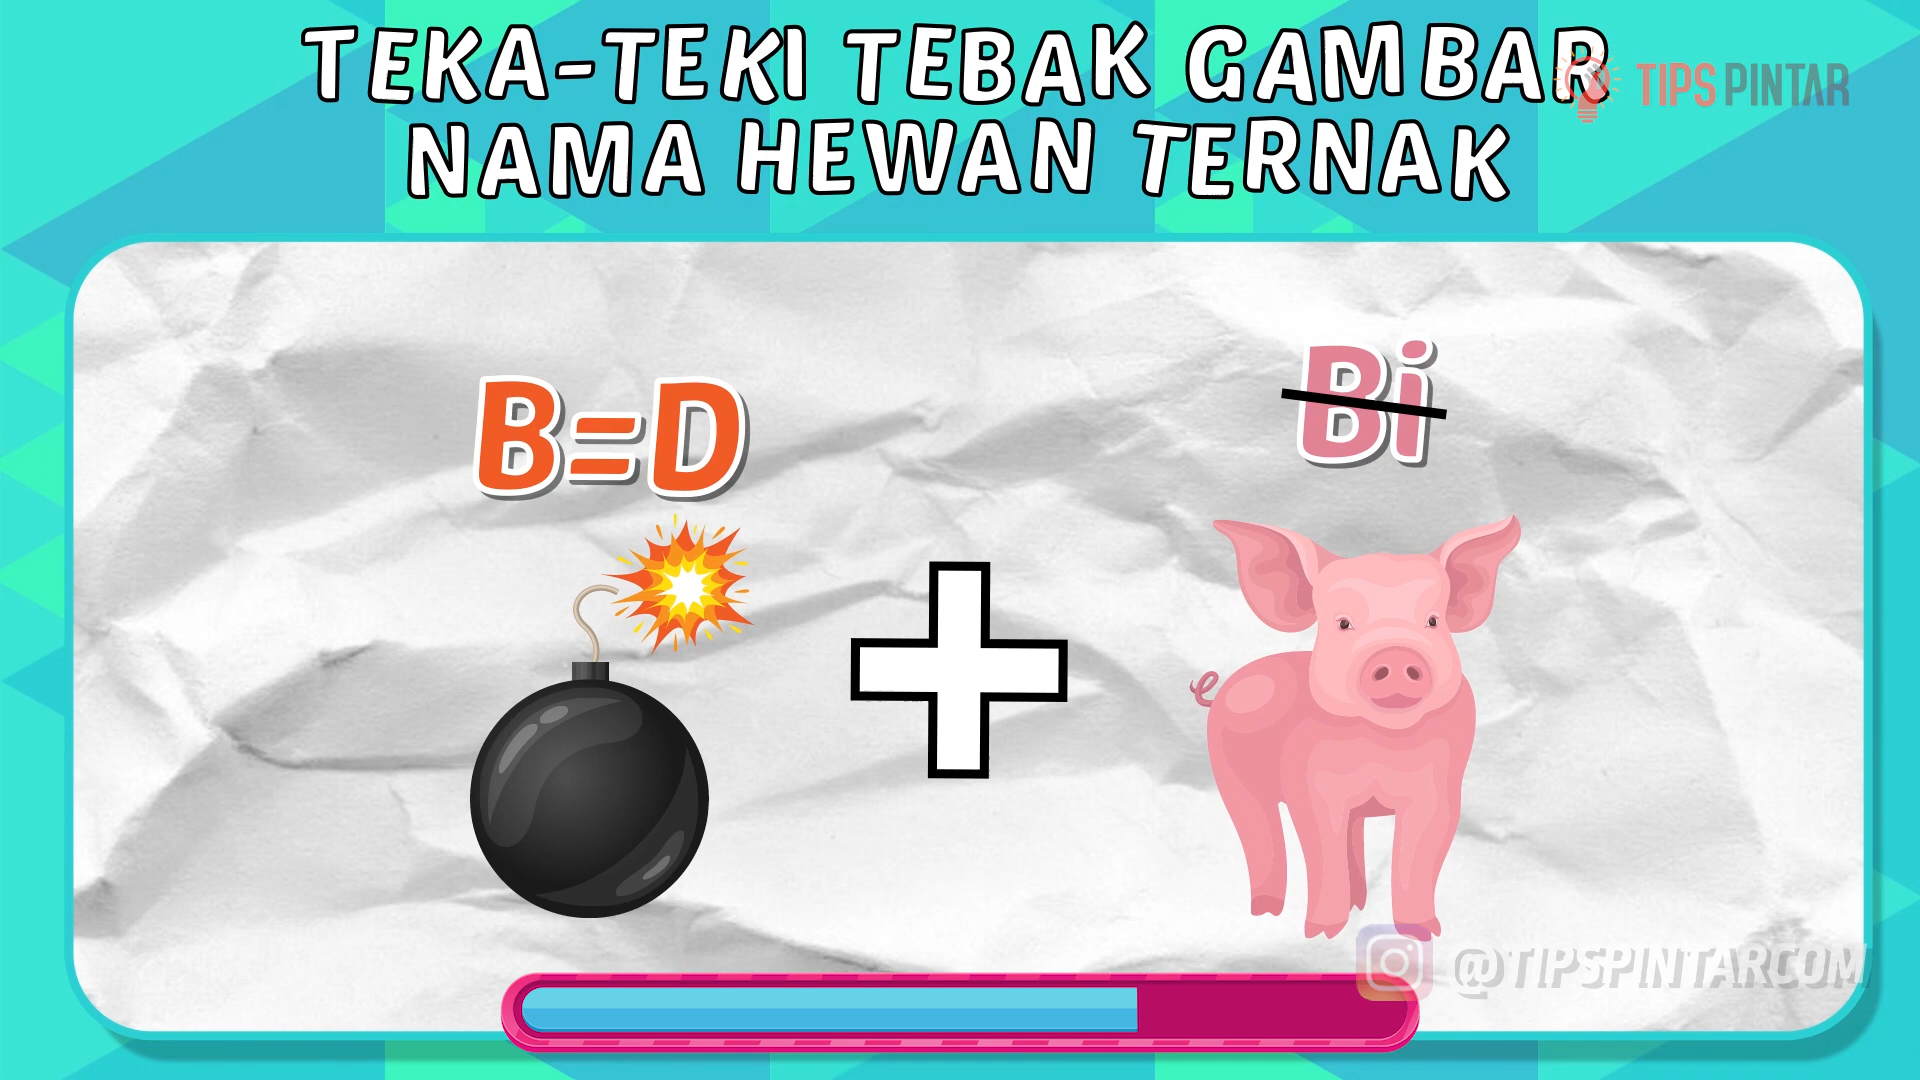 TEKA-TEKI TEBAK GAMBAR
NAMA HEWAN TERNAK
TIPS PINTAR
B=D
Bi
@TIPSPINTARCOM